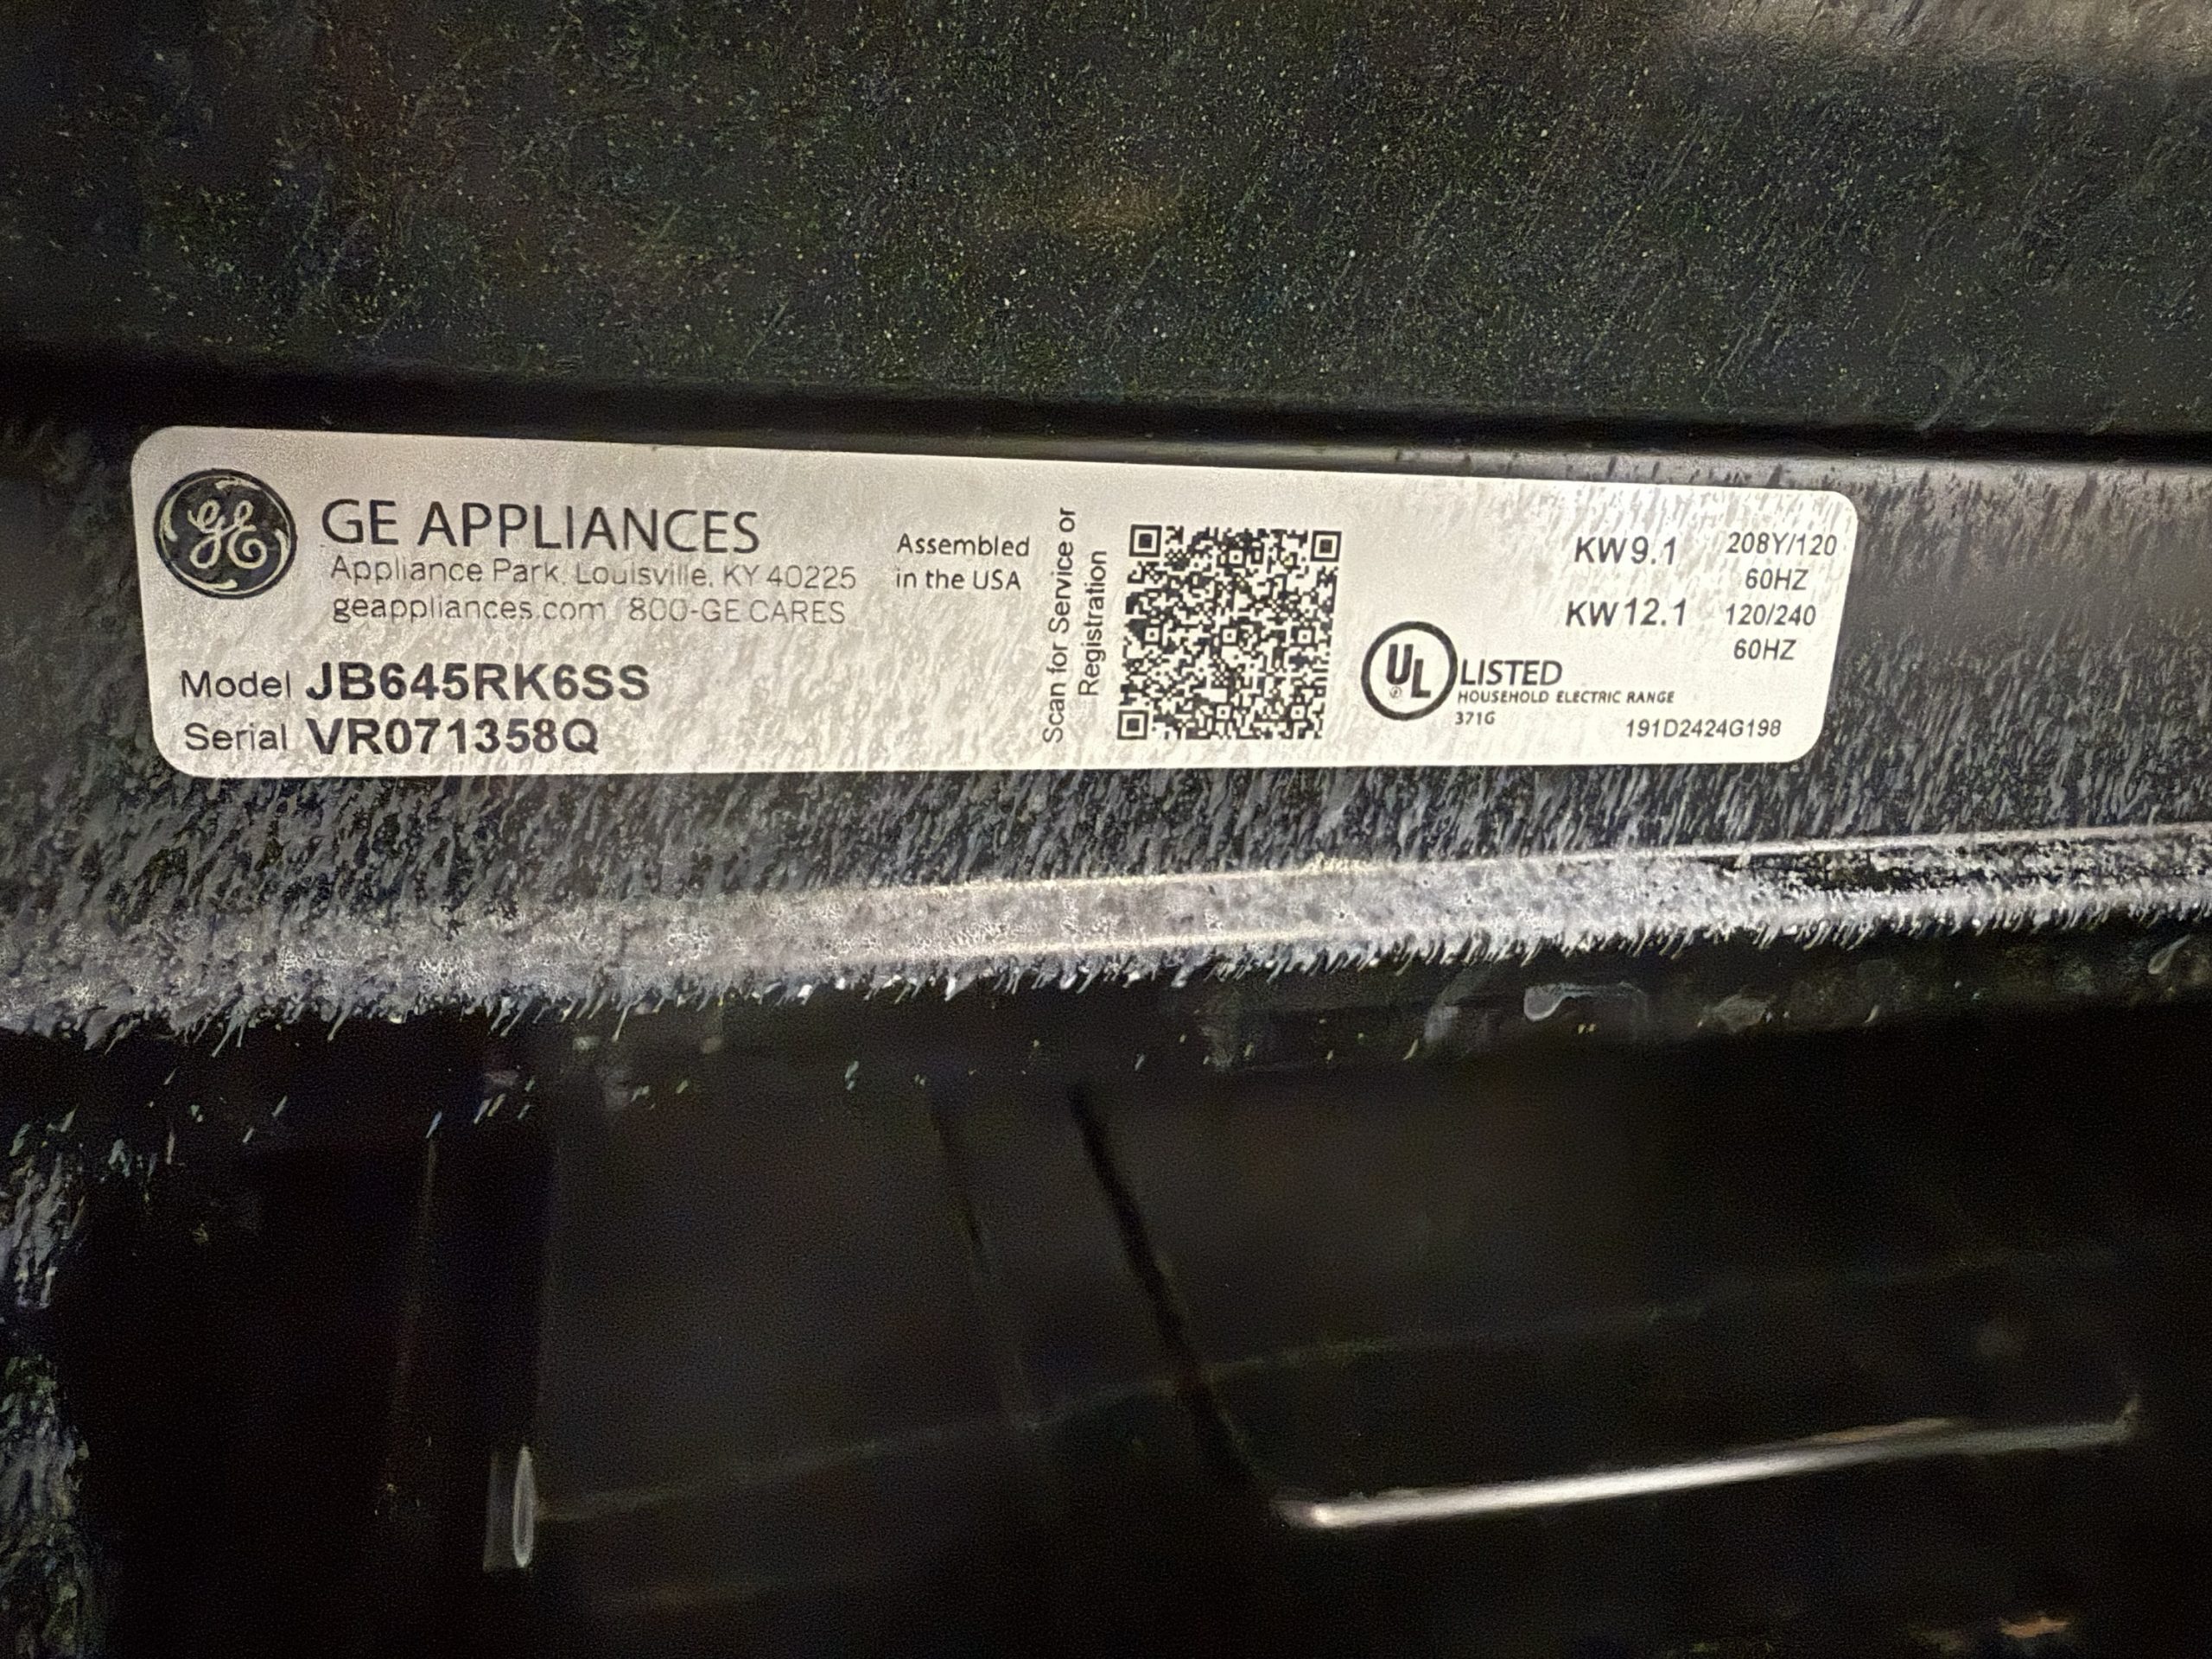 GE
GE APPLIANCES
Appliance Park, Louisville, KY 40225
geappliances.com 800-GE CARES
Model JB645RK6SS
Serial VR071358Q
Assembled
in the USA
Scan for Service or
Registration
UL
LISTED
HOUSEHOLD ELECTRIC RANGE
371G
KW9.1 208Y/120
60HZ
KW12.1 120/240
60HZ
191D2424G198